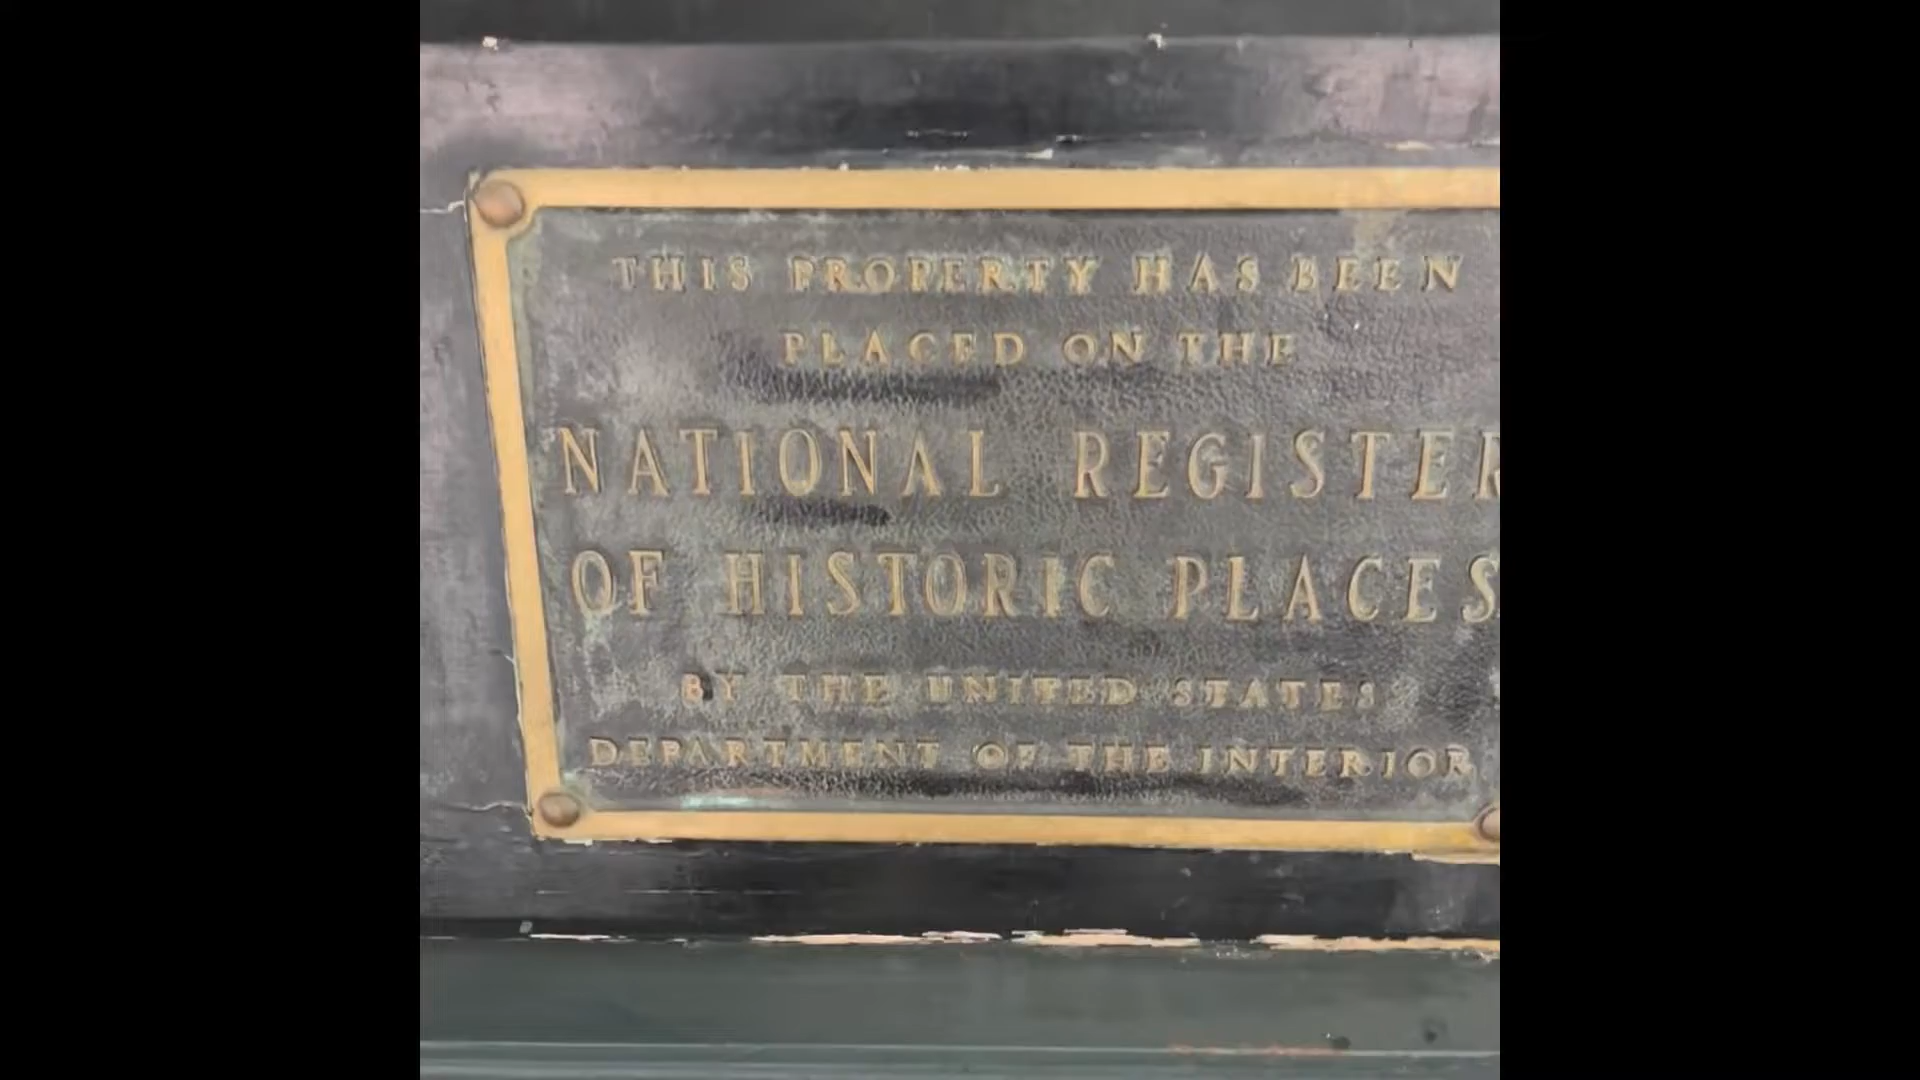 THIS PROPERTY HAS BEEN
PLACED ON THE
NATIONAL REGISTER
OF HISTORIC PLACES
BY THE UNITED STATES
DEPARTMENT OF THE INTERIOR